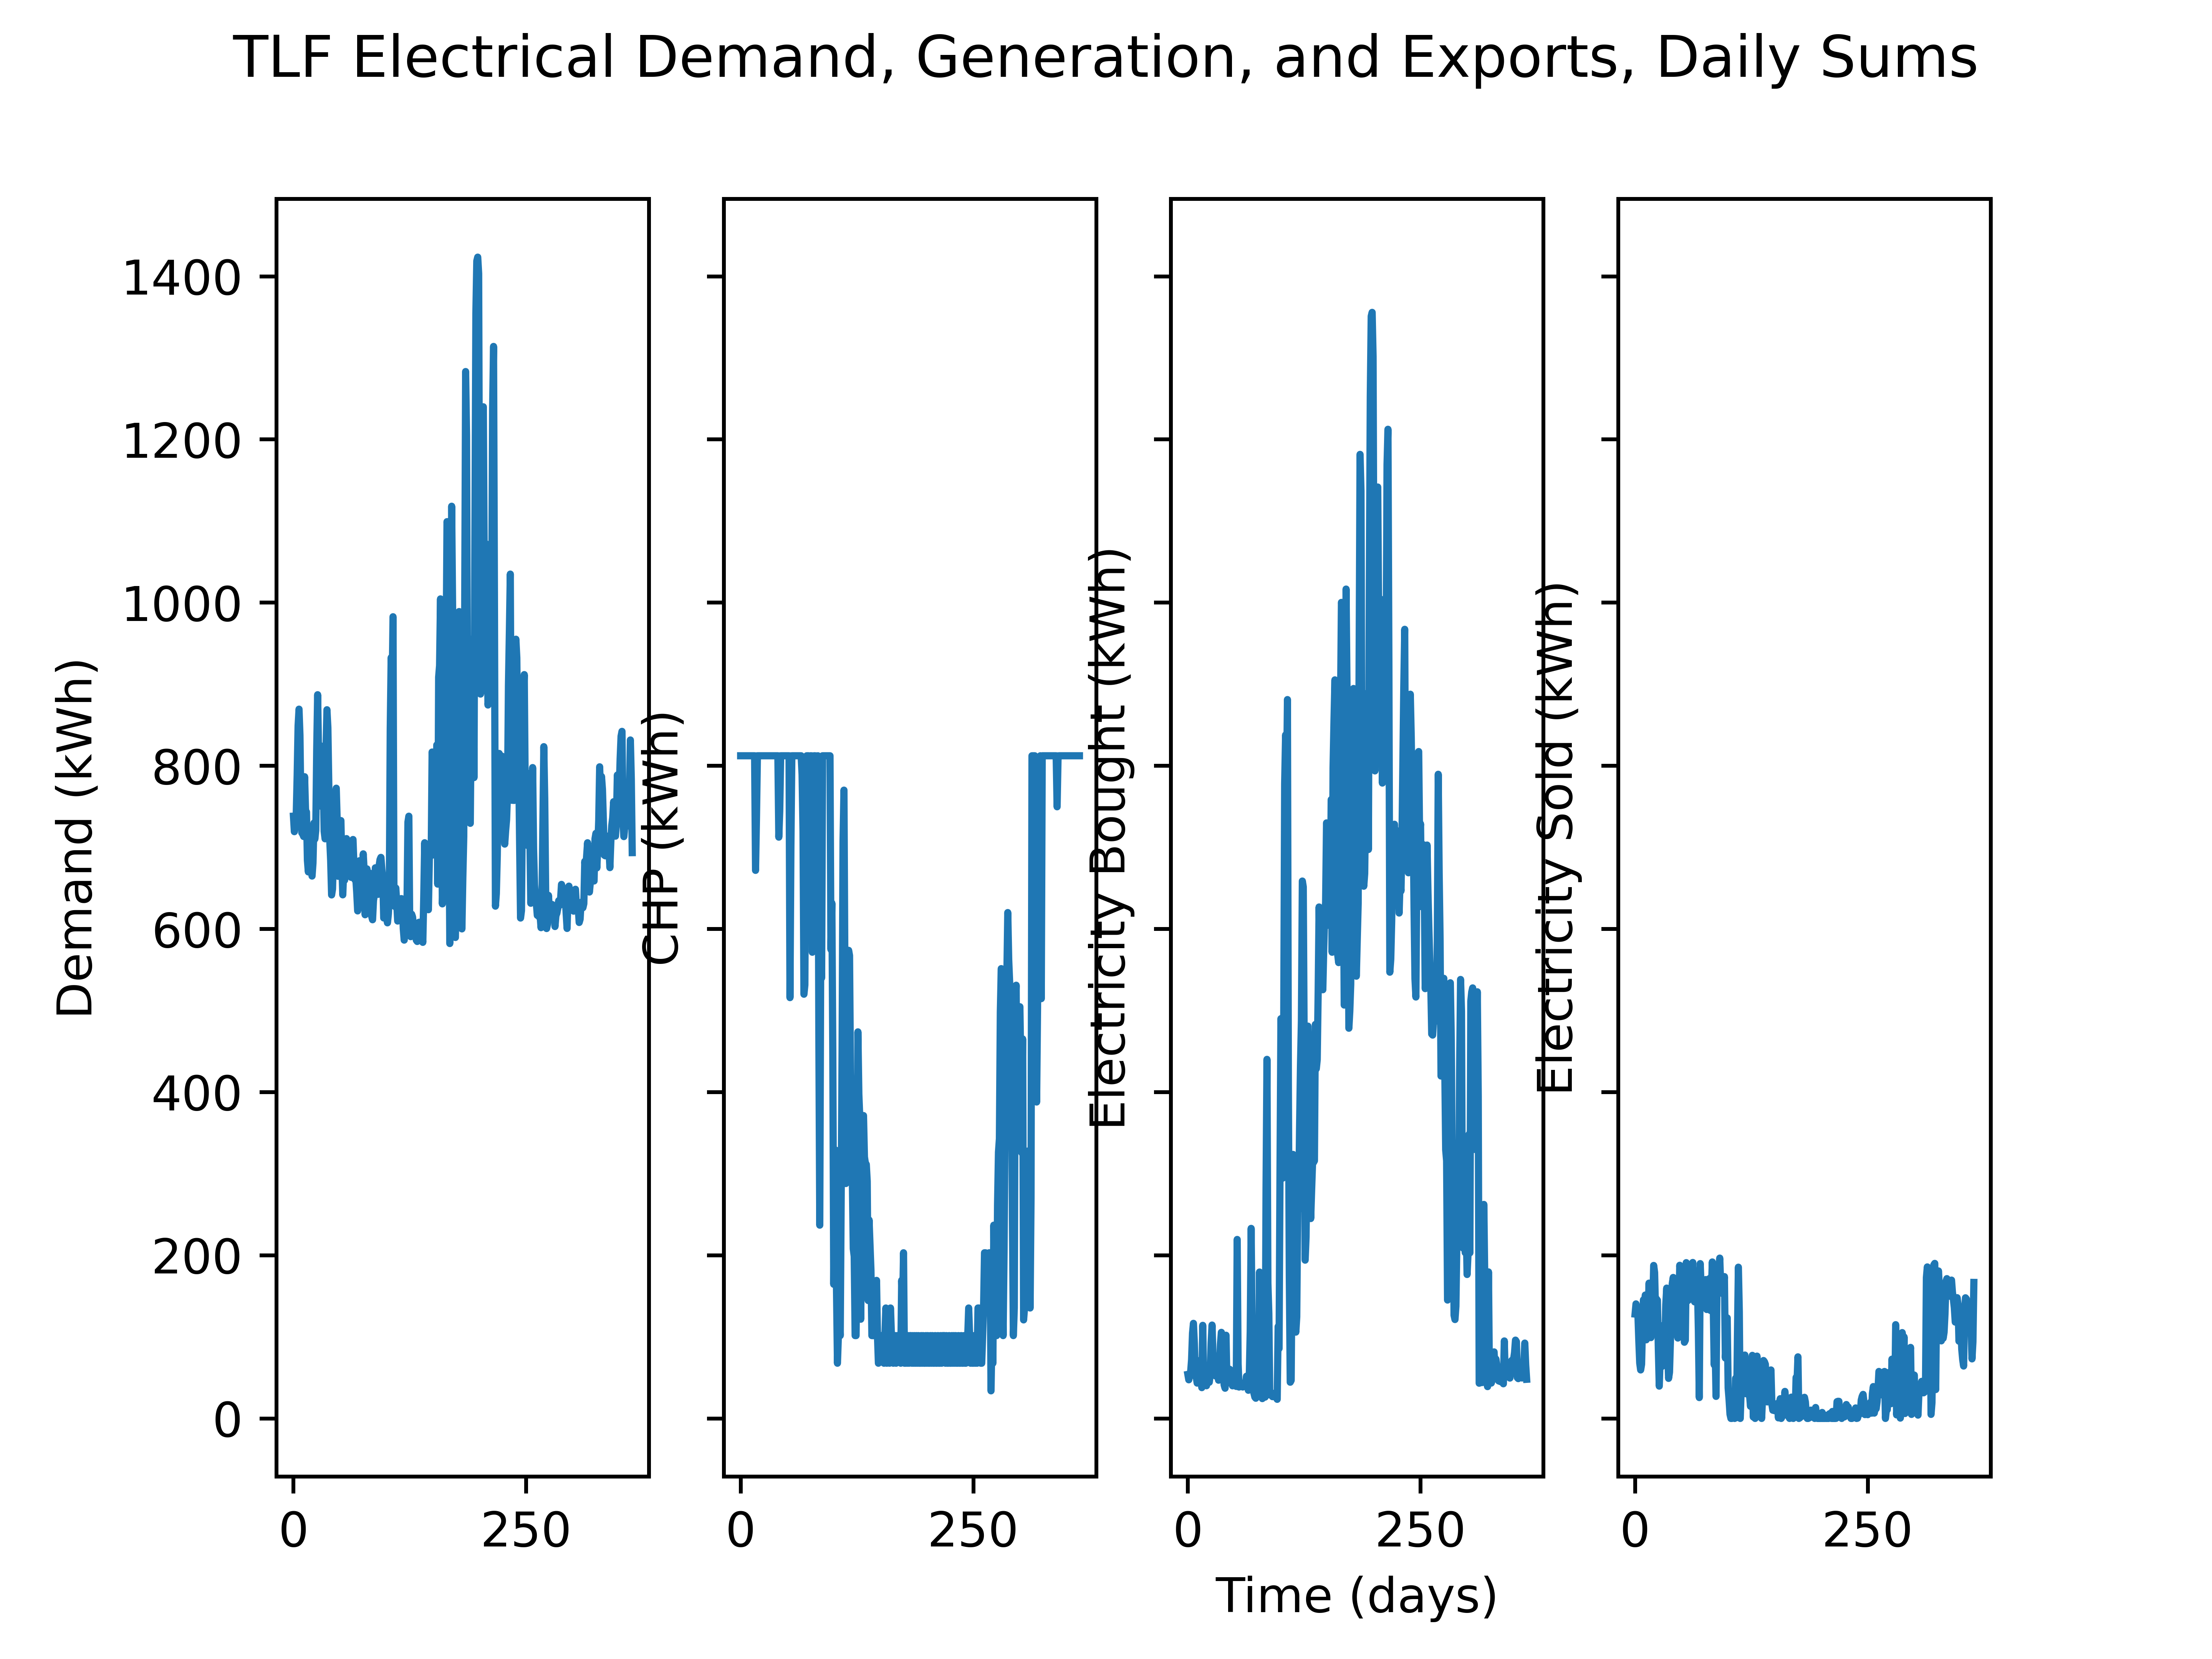 TLF Electrical Demand, Generation, and Exports, Daily Sums
Demand (kWh)
1400
1200
1000
800
600
400
200
0
0 250
CHP (kWh)
0 250
Electricity Bought (kWh)
0 250
Time (days)
Electricity Sold (kWh)
0 250